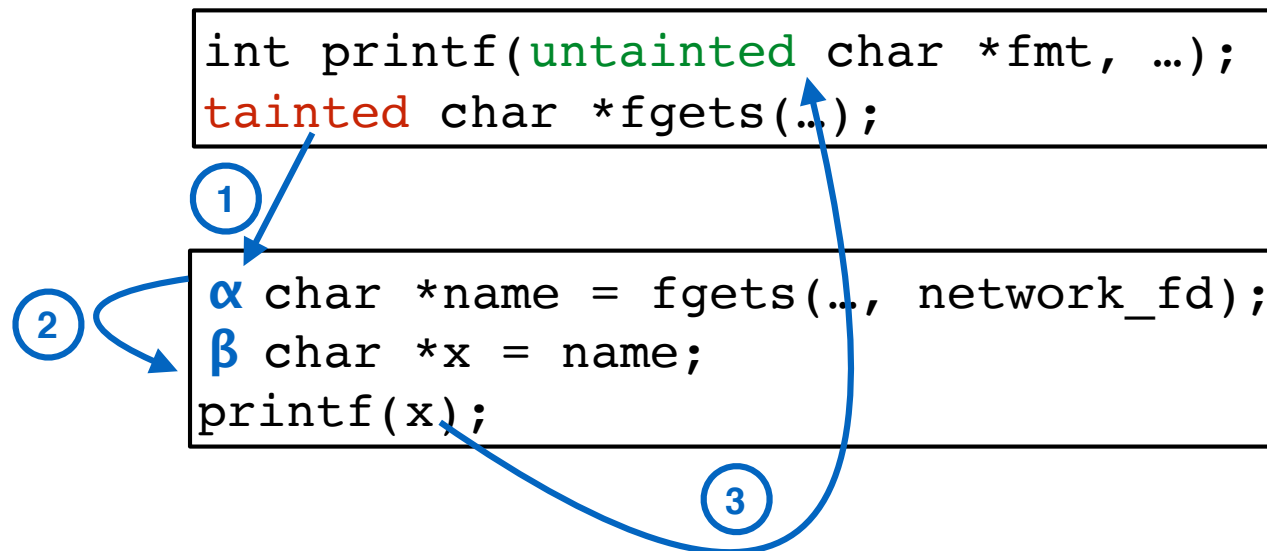 int printf(untainted char *fmt, …);
tainted char *fgets(…);
1
α char *name = fgets(…, network_fd);
2
β char *x = name;
printf(x);
3